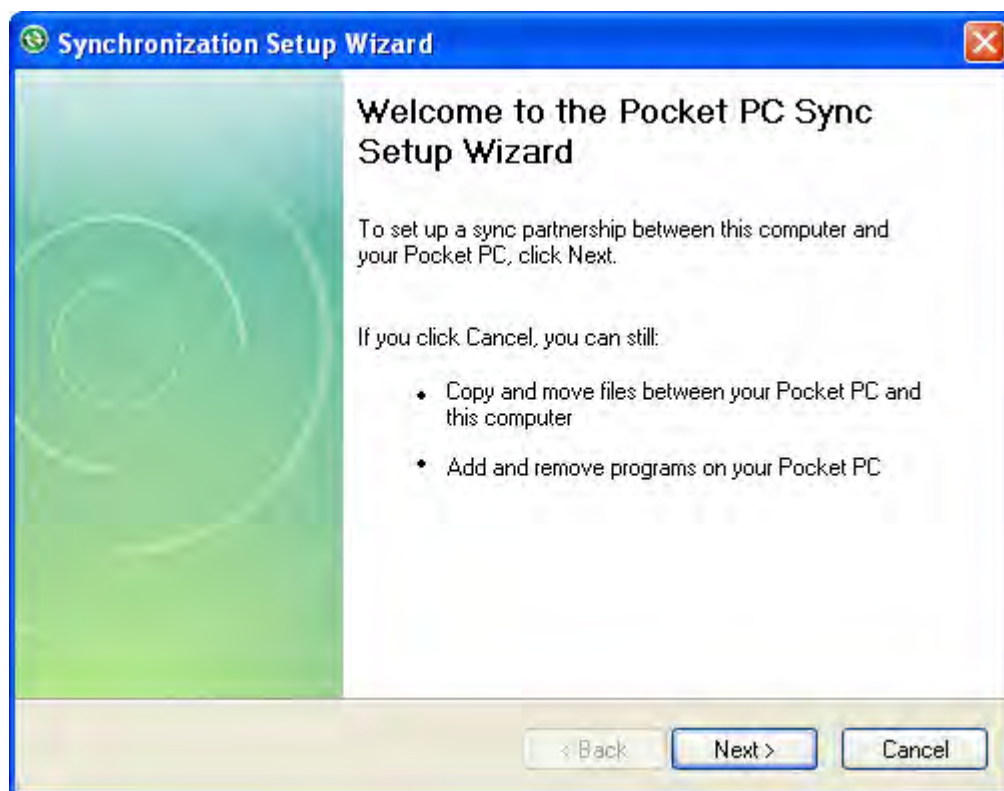 Synchronization Setup Wizard
Welcome to the Pocket PC Sync
Setup Wizard
To set up a sync partnership between this computer and
your Pocket PC, click Next.
If you click Cancel, you can still:
• Copy and move files between your Pocket PC and
this computer
• Add and remove programs on your Pocket PC
< Back Next > Cancel